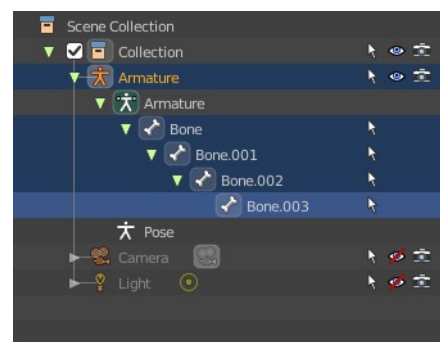 Scene Collection
Collection
Armature
Armature
Bone
Bone.001
Bone.002
Bone.003
Pose
Camera
Light